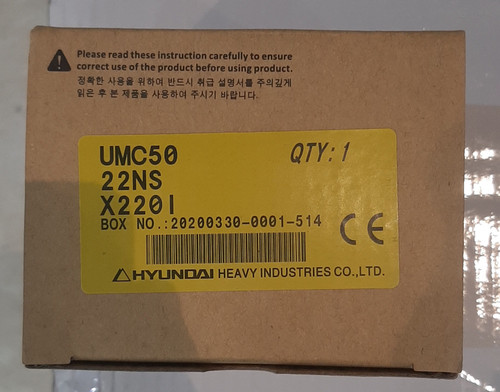 Please read these instruction carefully to ensure
correct use of the product before using product.
정확한 사용을 위하여 반드시 취급 설명서를 주의깊게
읽은 후 본 제품을 사용하여 주시기 바랍니다.
UMC50 QTY:1
22NS
X220I
BOX NO.:20200330-0001-514
CE
HYUNDAI HEAVY INDUSTRIES CO.,LTD.